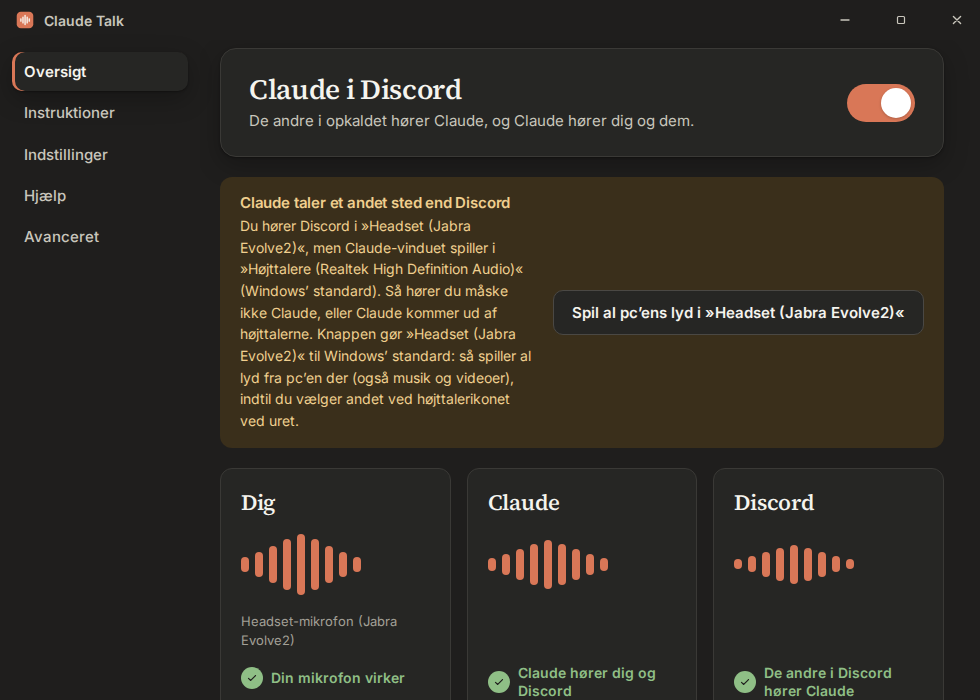 Claude Talk
Oversigt
Instruktioner
Indstillinger
Hjælp
Avanceret
Claude i Discord
De andre i opkaldet hører Claude, og Claude hører dig og dem.
Claude taler et andet sted end Discord
Du hører Discord i »Headset (Jabra
Evolve2)«, men Claude-vinduet spiller i
»Højttalere (Realtek High Definition Audio)«
(Windows’ standard). Så hører du måske
ikke Claude, eller Claude kommer ud af
højttalerne. Knappen gør »Headset (Jabra
Evolve2)« til Windows’ standard: så spiller al
lyd fra pc’en der (også musik og videoer),
indtil du vælger andet ved højttalerikonet
ved uret.
Spil al pc’ens lyd i »Headset (Jabra Evolve2)«
Dig
Headset-mikrofon (Jabra
Evolve2)
Din mikrofon virker
Claude
Claude hører dig og
Discord
Discord
De andre i Discord
hører Claude